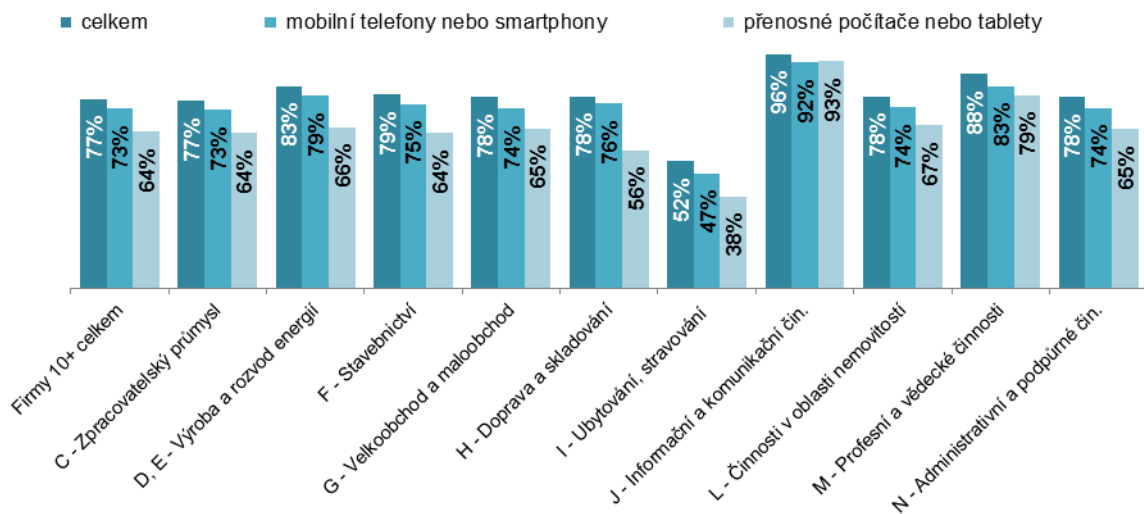 celkem
mobilní telefony nebo smartphony
přenosné počítače nebo tablety
77%
73%
64%
77%
73%
64%
83%
79%
66%
79%
75%
64%
78%
74%
65%
78%
76%
56%
52%
47%
38%
96%
92%
93%
78%
74%
67%
88%
83%
79%
78%
74%
65%
Firmy 10+ celkem
C - Zpracovatelský průmysl
D, E - Výroba a rozvod energií
F - Stavebnictví
G - Velkoobchod a maloobchod
H - Doprava a skladování
I - Ubytování, stravování
J - Informační a komunikační čin.
L - Činnosti v oblasti nemovitostí
M - Profesní a vědecké činnosti
N - Administrativní a podpůrné čin.